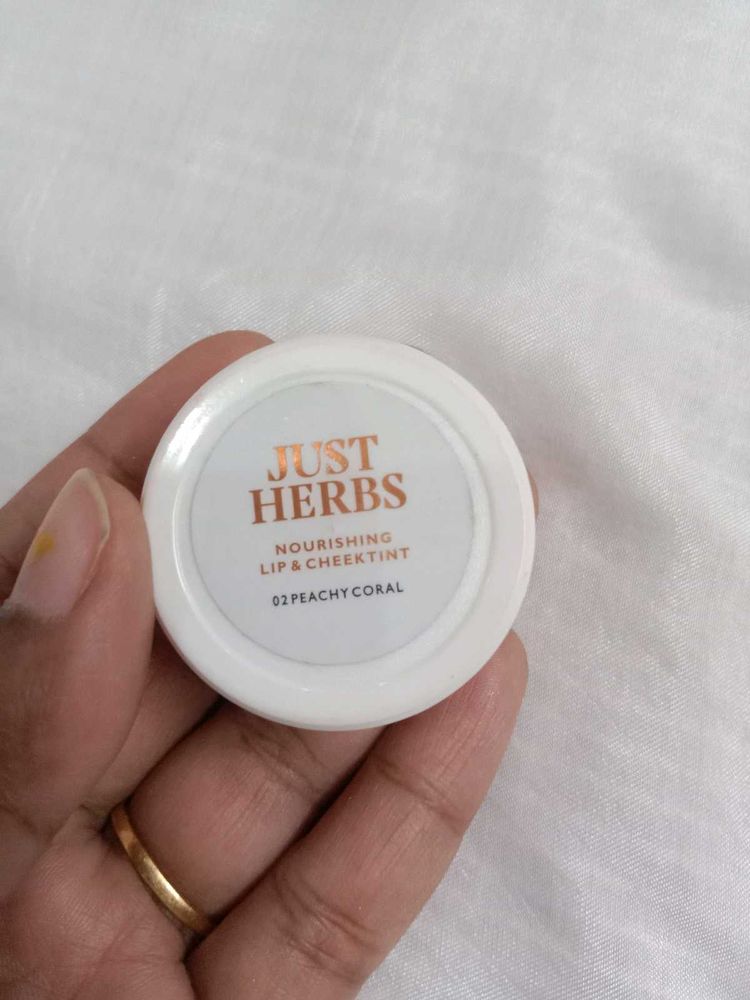 JUST
HERBS
NOURISHING
LIP & CHEEKTINT
02 PEACHY CORAL